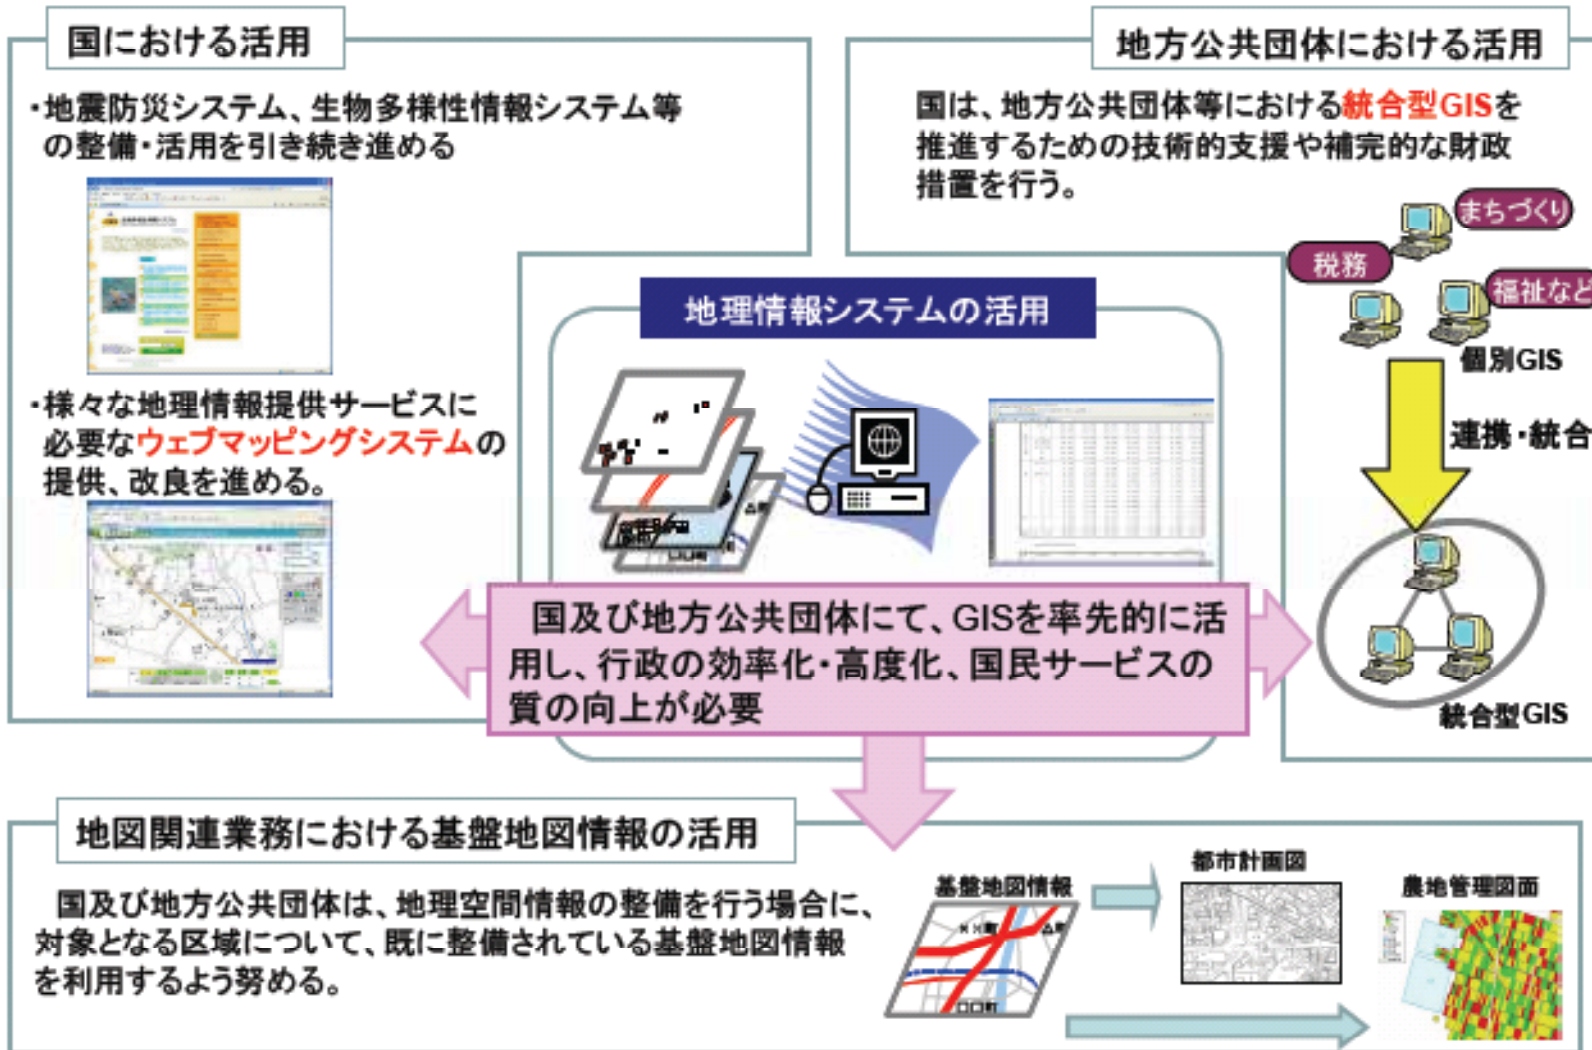 国における活用
・地震防災システム、生物多様性情報システム等
の整備・活用を引き続き進める
・様々な地理情報提供サービスに
必要なウェブマッピングシステムの
提供、改良を進める。
地方公共団体における活用
国は、地方公共団体等における統合型GISを
推進するための技術的支援や補完的な財政
措置を行う。
まちづくり
税務
福祉など
個別GIS
連携・統合
統合型GIS
地理情報システムの活用
国及び地方公共団体にて、GISを率先的に活
用し、行政の効率化・高度化、国民サービスの
質の向上が必要
地図関連業務における基盤地図情報の活用
国及び地方公共団体は、地理空間情報の整備を行う場合に、
対象となる区域について、既に整備されている基盤地図情報
を利用するよう努める。
基盤地図情報
都市計画図
農地管理図面
××町
△町
口口町